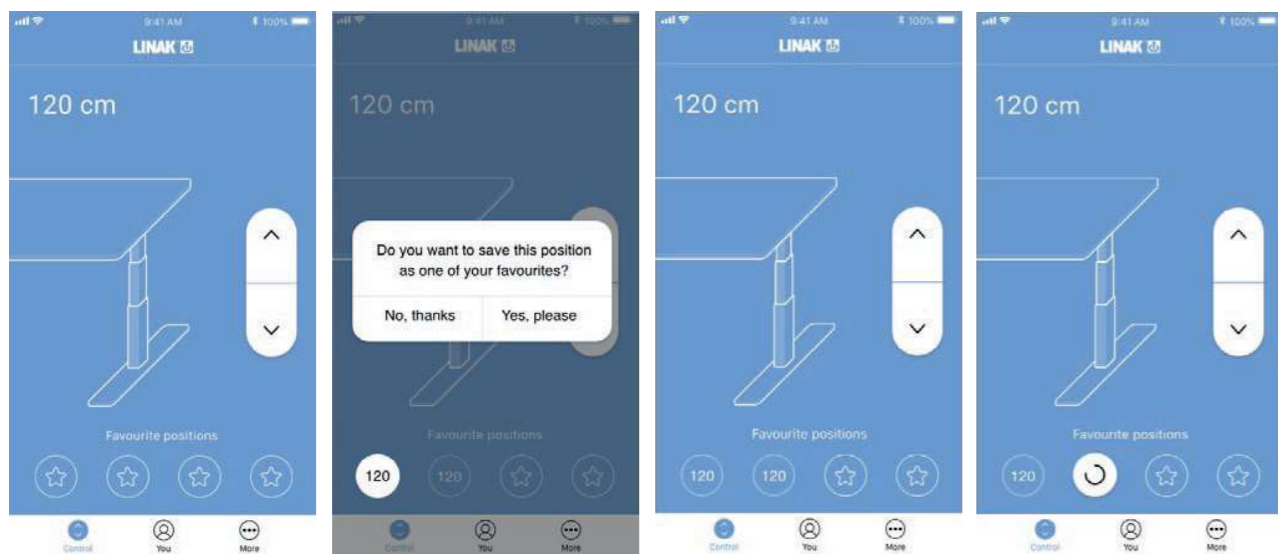 9:41 AM
100%
LINAK
120 cm
Favourite positions
Control
You
More
9:41 AM
100%
LINAK
120 cm
Do you want to save this position
as one of your favourites?
No, thanks
Yes, please
Favourite positions
120
120
You
More
9:41 AM
100%
LINAK
120 cm
Favourite positions
120
120
Control
You
More
9:41 AM
100%
LINAK
120 cm
Favourite positions
120
Control
You
More